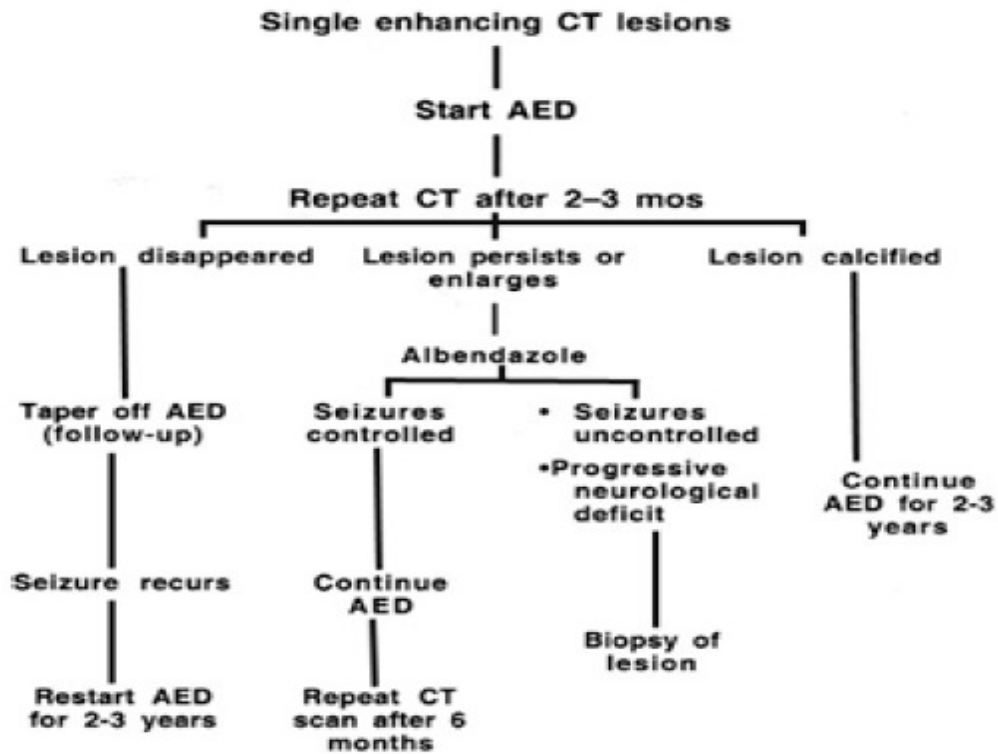 Single enhancing CT lesions
Start AED
Repeat CT after 2–3 mos
Lesion disappeared
Lesion persists or
enlarges
Lesion calcified
Albendazole
Taper off AED
(follow-up)
Seizures
controlled
• Seizures
uncontrolled
•Progressive
neurological
deficit
Continue
AED for 2-3
years
Seizure recurs
Continue
AED
Biopsy of
lesion
Restart AED
for 2-3 years
Repeat CT
scan after 6
months